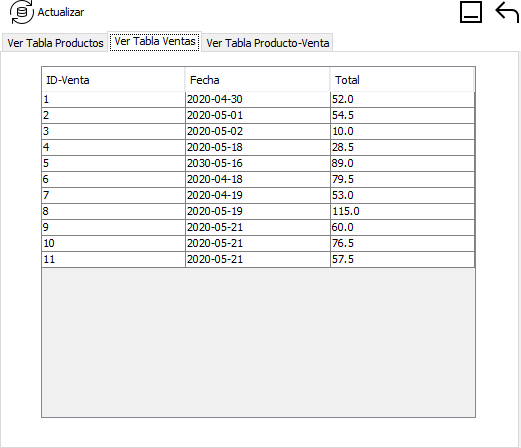 Actualizar
Ver Tabla Productos Ver Tabla Ventas Ver Tabla Producto-Venta
ID-Venta Fecha Total
1 2020-04-30 52.0
2 2020-05-01 54.5
3 2020-05-02 10.0
4 2020-05-18 28.5
5 2030-05-16 89.0
6 2020-04-18 79.5
7 2020-04-19 53.0
8 2020-05-19 115.0
9 2020-05-21 60.0
10 2020-05-21 76.5
11 2020-05-21 57.5